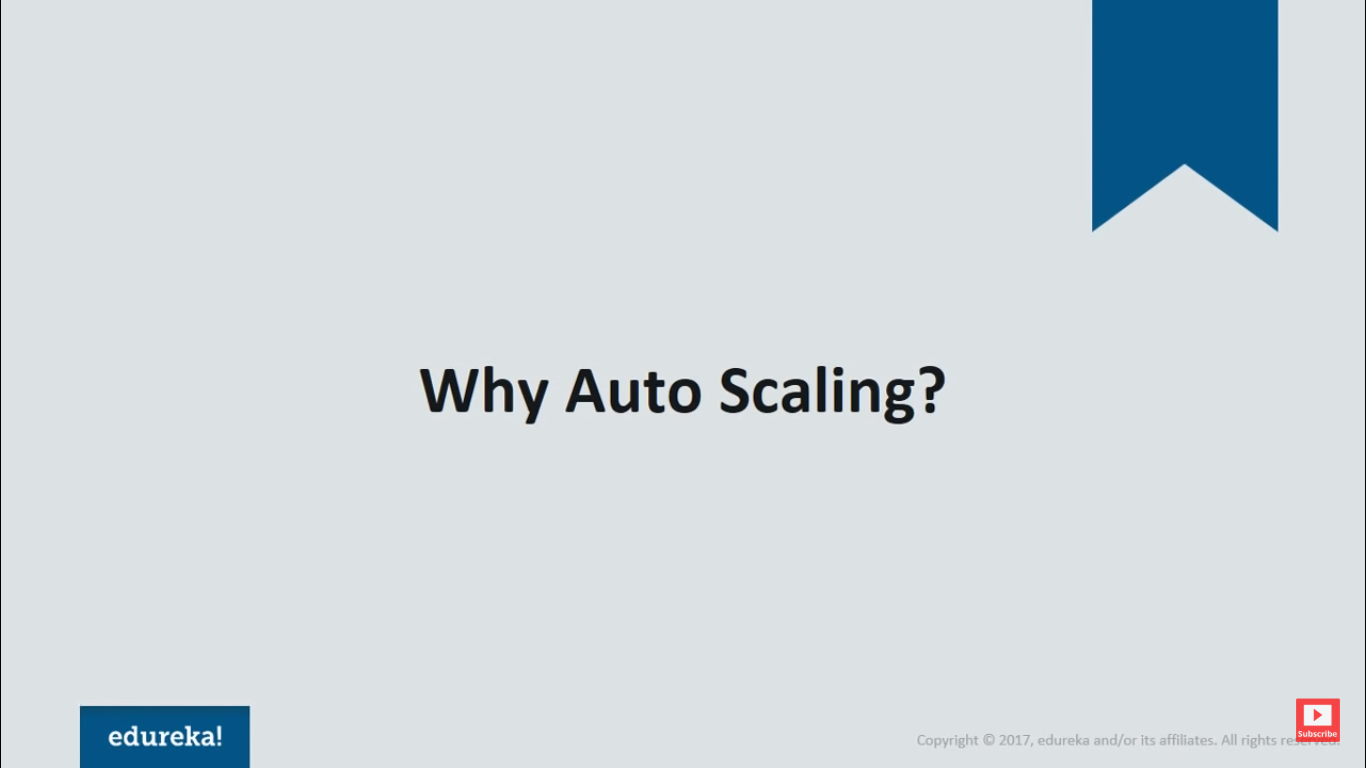 Why Auto Scaling?
edureka!
Copyright © 2017, edureka and/or its affiliates. All rights reserved.
Subscribe